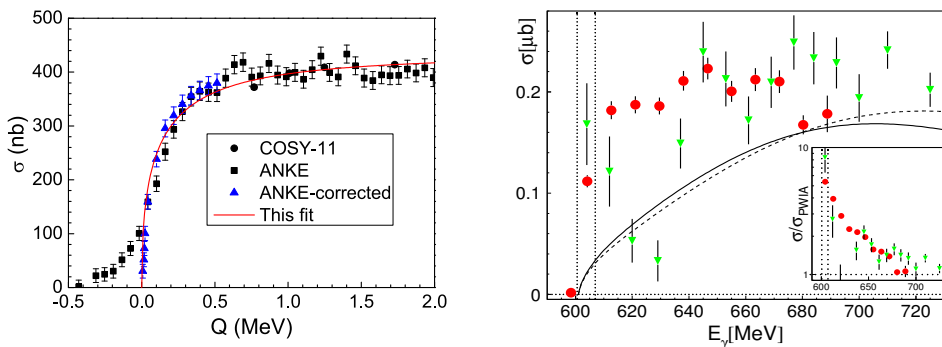 500
400
300
200
100
0
σ (nb)
COSY-11
ANKE
ANKE-corrected
This fit
-0.5 0.0 0.5 1.0 1.5 2.0
Q (MeV)
σ[μb]
0.2
0.1
0
600 620 640 660 680 700 720
E_γ[MeV]
10
1
σ/σ_PWIA
600 650 700